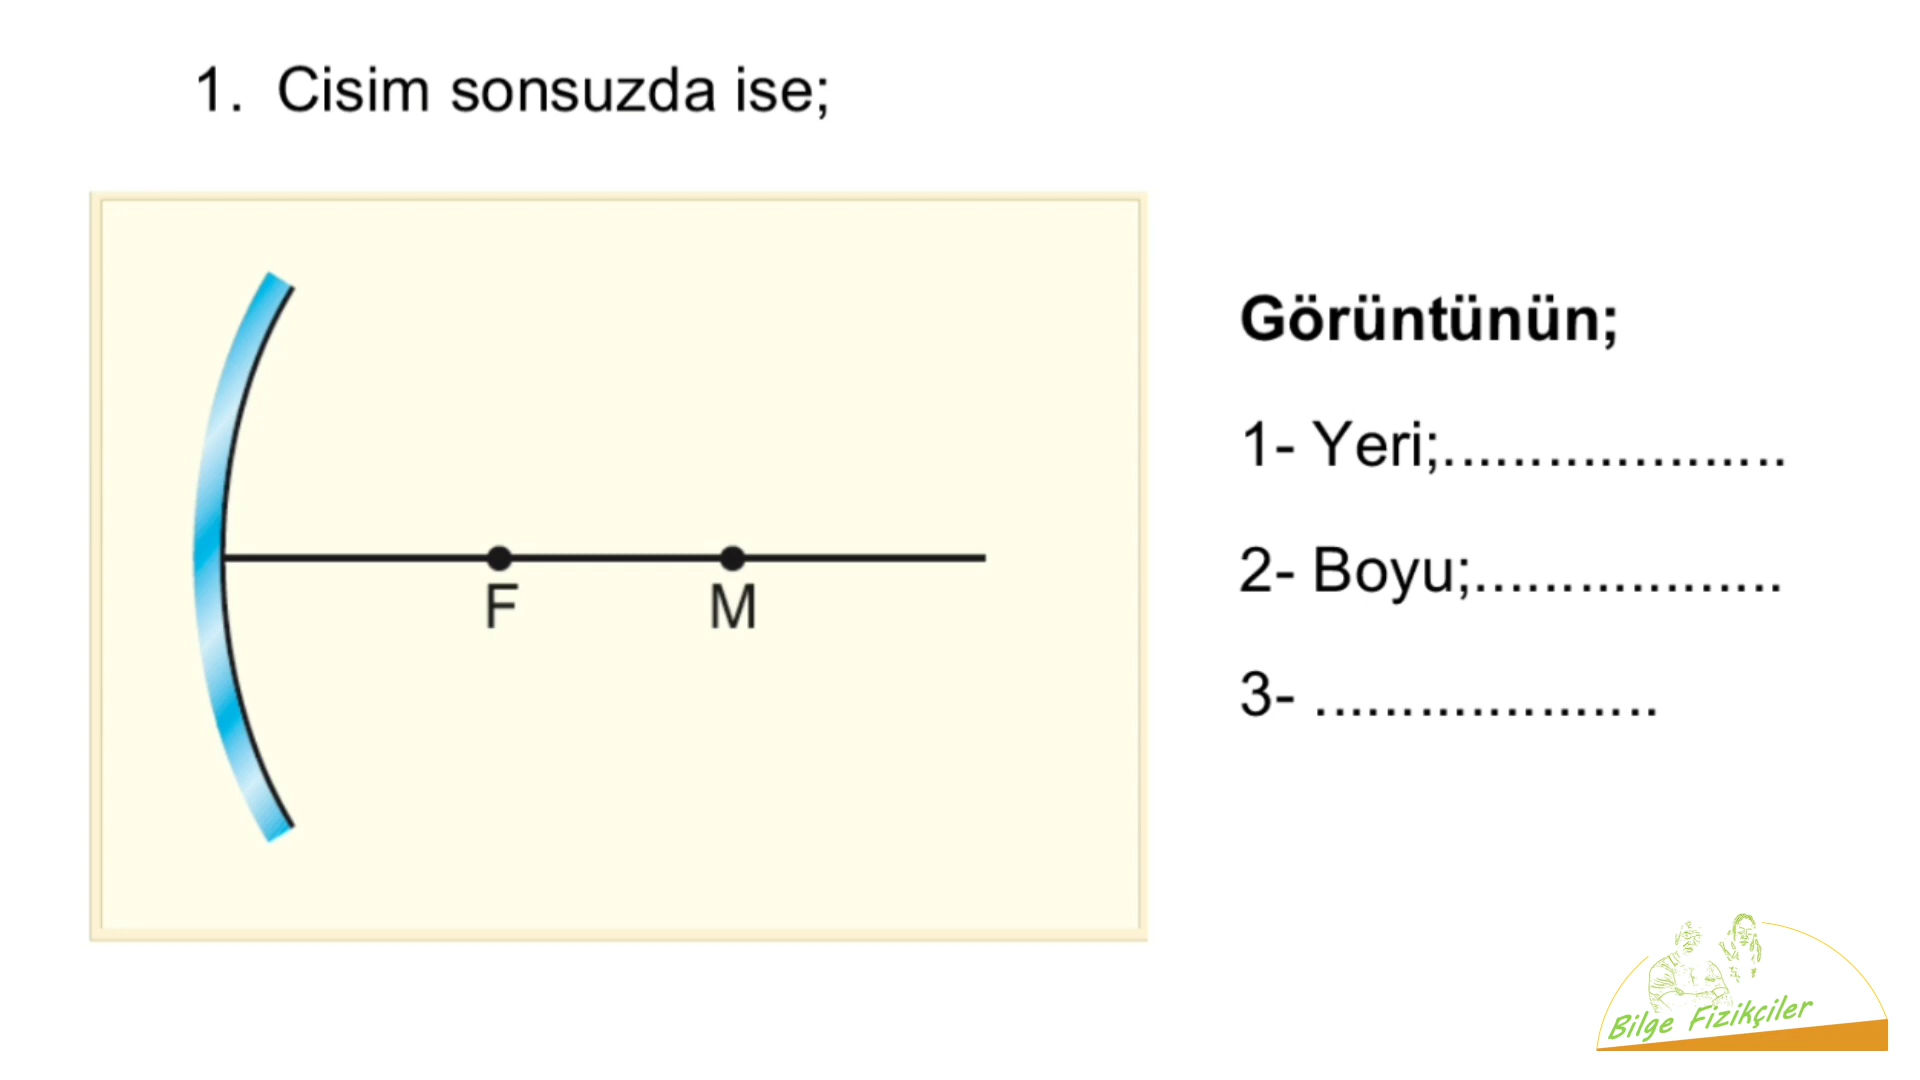 1. Cisim sonsuzda ise;
F
M
Görüntünün;
1- Yeri;...................
2- Boyu;.................
3- ...................
Bilge Fizikçiler